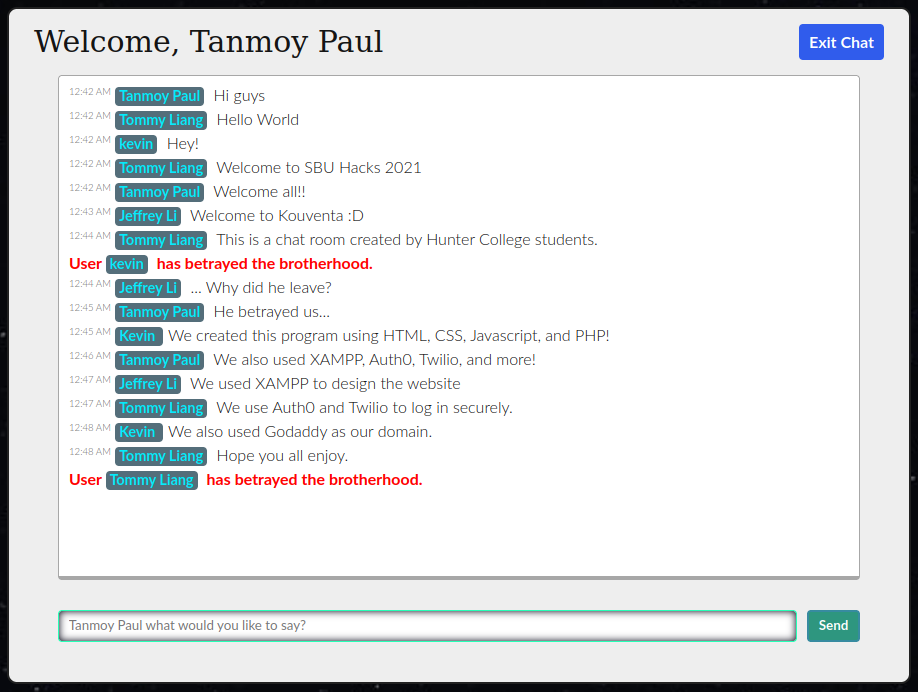 Welcome, Tanmoy Paul
Exit Chat
12:42 AM Tanmoy Paul Hi guys
12:42 AM Tommy Liang Hello World
12:42 AM kevin Hey!
12:42 AM Tommy Liang Welcome to SBU Hacks 2021
12:42 AM Tanmoy Paul Welcome all!!
12:43 AM Jeffrey Li Welcome to Kouventa :D
12:44 AM Tommy Liang This is a chat room created by Hunter College students.
User kevin has betrayed the brotherhood.
12:44 AM Jeffrey Li ... Why did he leave?
12:45 AM Tanmoy Paul He betrayed us...
12:45 AM Kevin We created this program using HTML, CSS, Javascript, and PHP!
12:46 AM Tanmoy Paul We also used XAMPP, Auth0, Twilio, and more!
12:47 AM Jeffrey Li We used XAMPP to design the website
12:47 AM Tommy Liang We use Auth0 and Twilio to log in securely.
12:48 AM Kevin We also used Godaddy as our domain.
12:48 AM Tommy Liang Hope you all enjoy.
User Tommy Liang has betrayed the brotherhood.
Tanmoy Paul what would you like to say?
Send